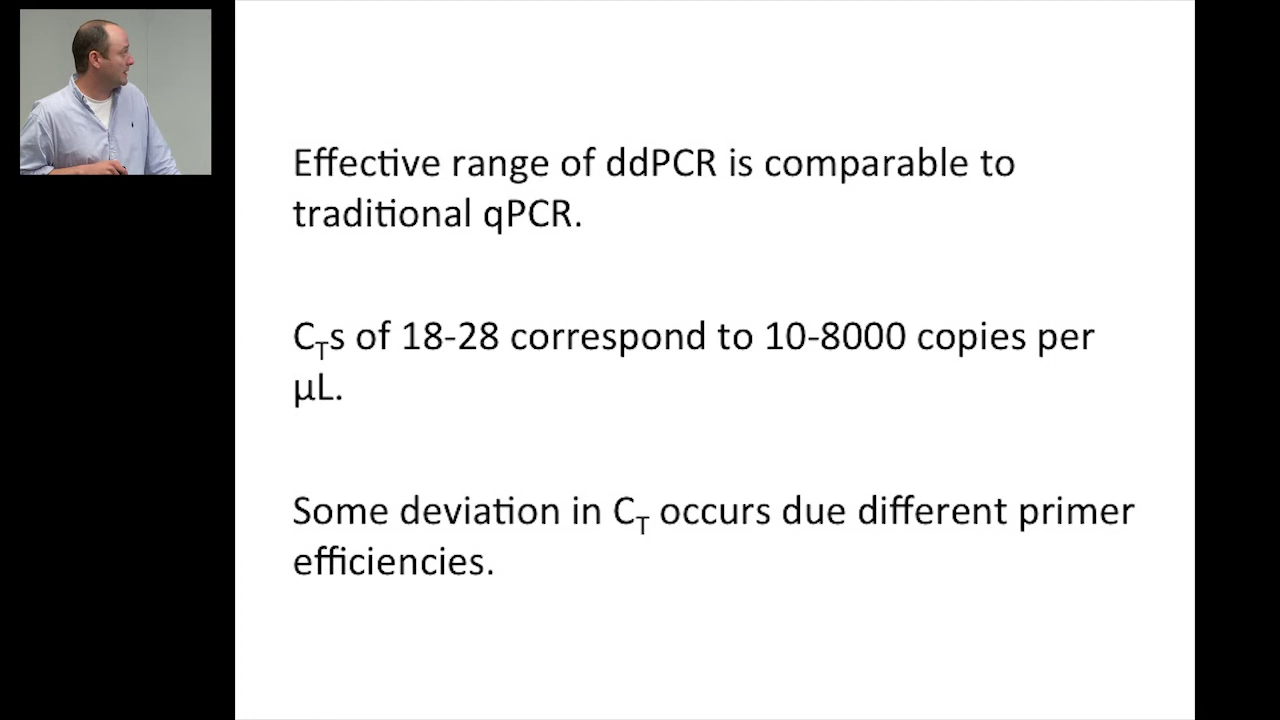 Effective range of ddPCR is comparable to
traditional qPCR.
CTs of 18-28 correspond to 10-8000 copies per
µL.
Some deviation in CT occurs due different primer
efficiencies.